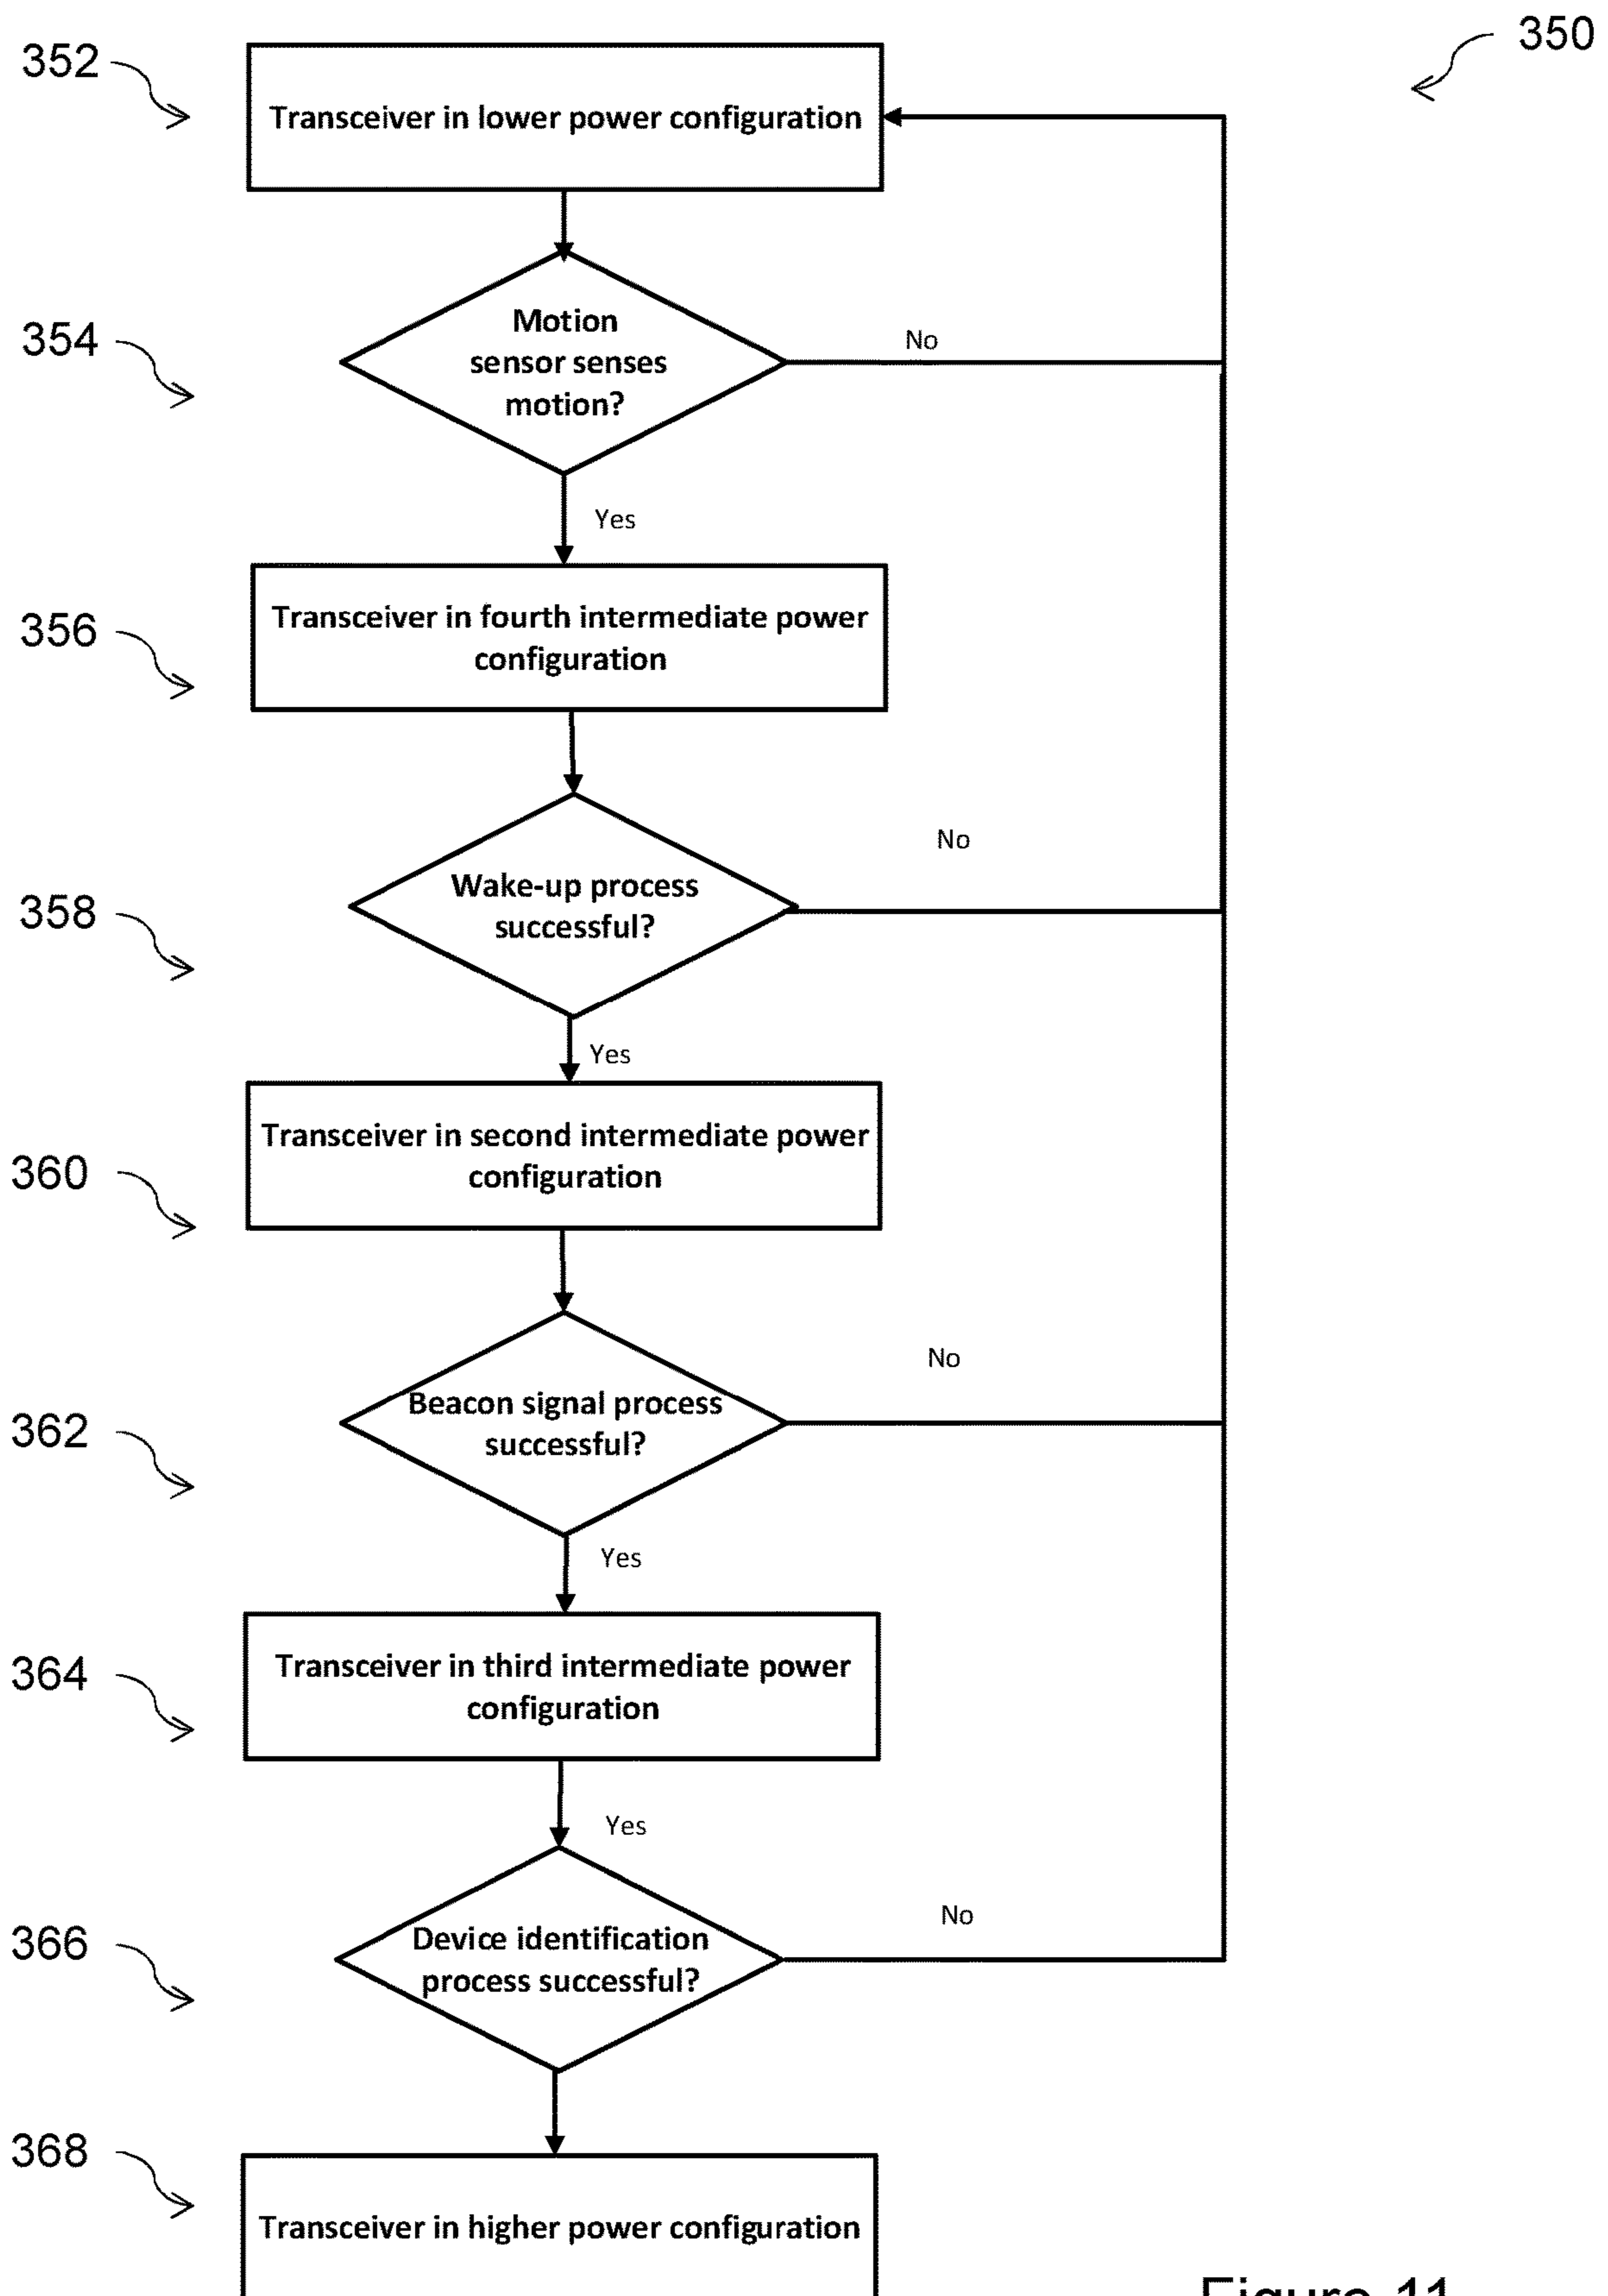 350
352
Transceiver in lower power configuration
354
Motion
sensor senses
motion?
No
Yes
356
Transceiver in fourth intermediate power
configuration
358
Wake-up process
successful?
No
Yes
360
Transceiver in second intermediate power
configuration
362
Beacon signal process
successful?
No
Yes
364
Transceiver in third intermediate power
configuration
Yes
366
Device identification
process successful?
No
368
Transceiver in higher power configuration
Figure 11